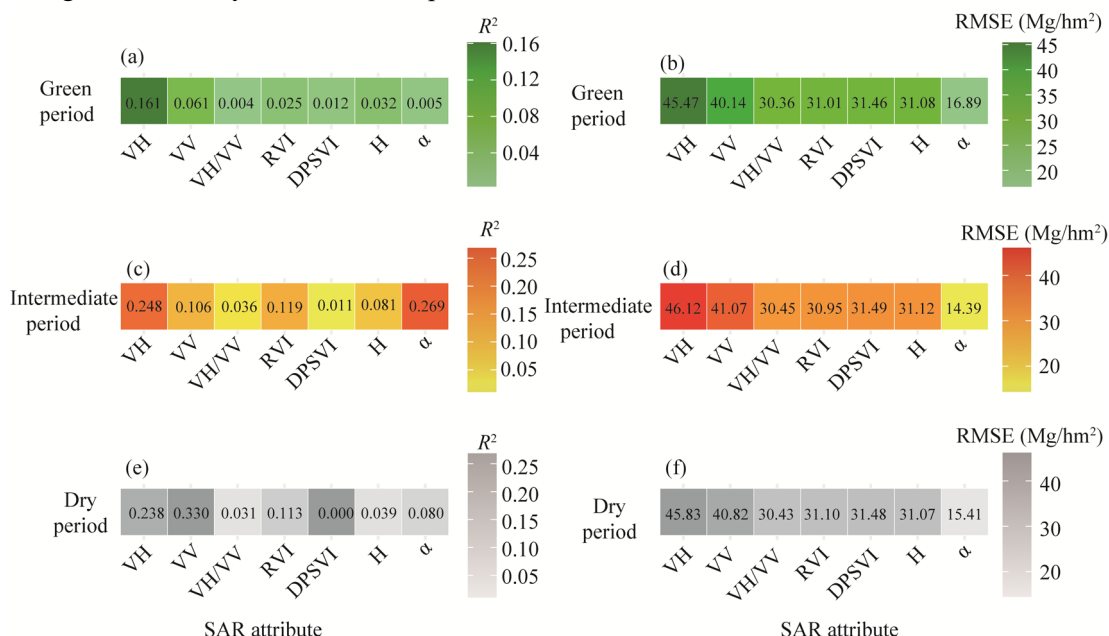 (a)
R²
0.16
0.12
0.08
0.04
Green
period
0.161 0.061 0.004 0.025 0.012 0.032 0.005
VH VV VH/VV RVI DPSVI H α
(b)
RMSE (Mg/hm²)
45
40
35
30
25
20
Green
period
45.47 40.14 30.36 31.01 31.46 31.08 16.89
VH VV VH/VV RVI DPSVI H α
(c)
R²
0.25
0.20
0.15
0.10
0.05
Intermediate
period
0.248 0.106 0.036 0.119 0.011 0.081 0.269
VH VV VH/VV RVI DPSVI H α
(d)
RMSE (Mg/hm²)
40
30
20
Intermediate
period
46.12 41.07 30.45 30.95 31.49 31.12 14.39
VH VV VH/VV RVI DPSVI H α
(e)
R²
0.25
0.20
0.15
0.10
0.05
Dry
period
0.238 0.330 0.031 0.113 0.000 0.039 0.080
VH VV VH/VV RVI DPSVI H α
SAR attribute
(f)
RMSE (Mg/hm²)
40
30
20
Dry
period
45.83 40.82 30.43 31.10 31.48 31.07 15.41
VH VV VH/VV RVI DPSVI H α
SAR attribute